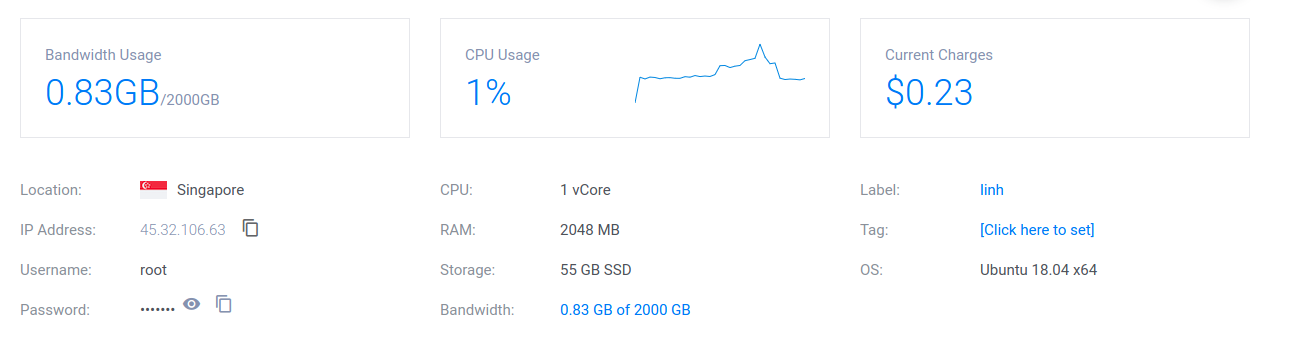 Bandwidth Usage
0.83GB/2000GB
CPU Usage
1%
Current Charges
$0.23
Location: Singapore
IP Address: 45.32.106.63
Username: root
Password: •••••••
CPU: 1 vCore
RAM: 2048 MB
Storage: 55 GB SSD
Bandwidth: 0.83 GB of 2000 GB
Label: linh
Tag: [Click here to set]
OS: Ubuntu 18.04 x64